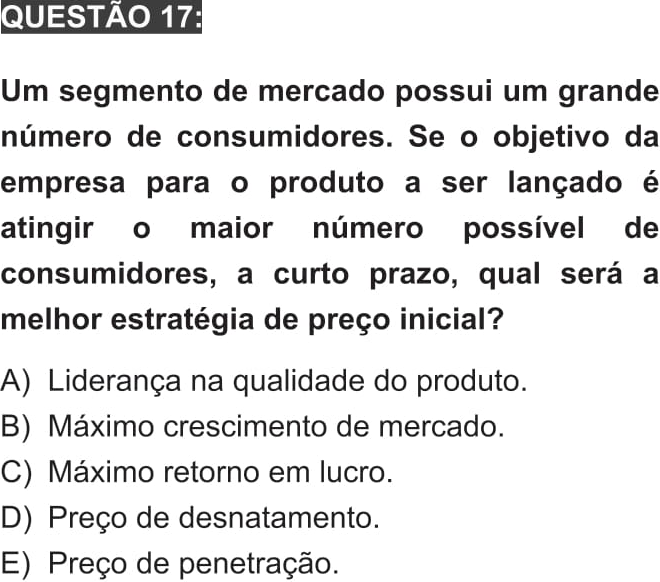 QUESTÃO 17:
Um segmento de mercado possui um grande
número de consumidores. Se o objetivo da
empresa para o produto a ser lançado é
atingir o maior número possível de
consumidores, a curto prazo, qual será a
melhor estratégia de preço inicial?
A) Liderança na qualidade do produto.
B) Máximo crescimento de mercado.
C) Máximo retorno em lucro.
D) Preço de desnatamento.
E) Preço de penetração.